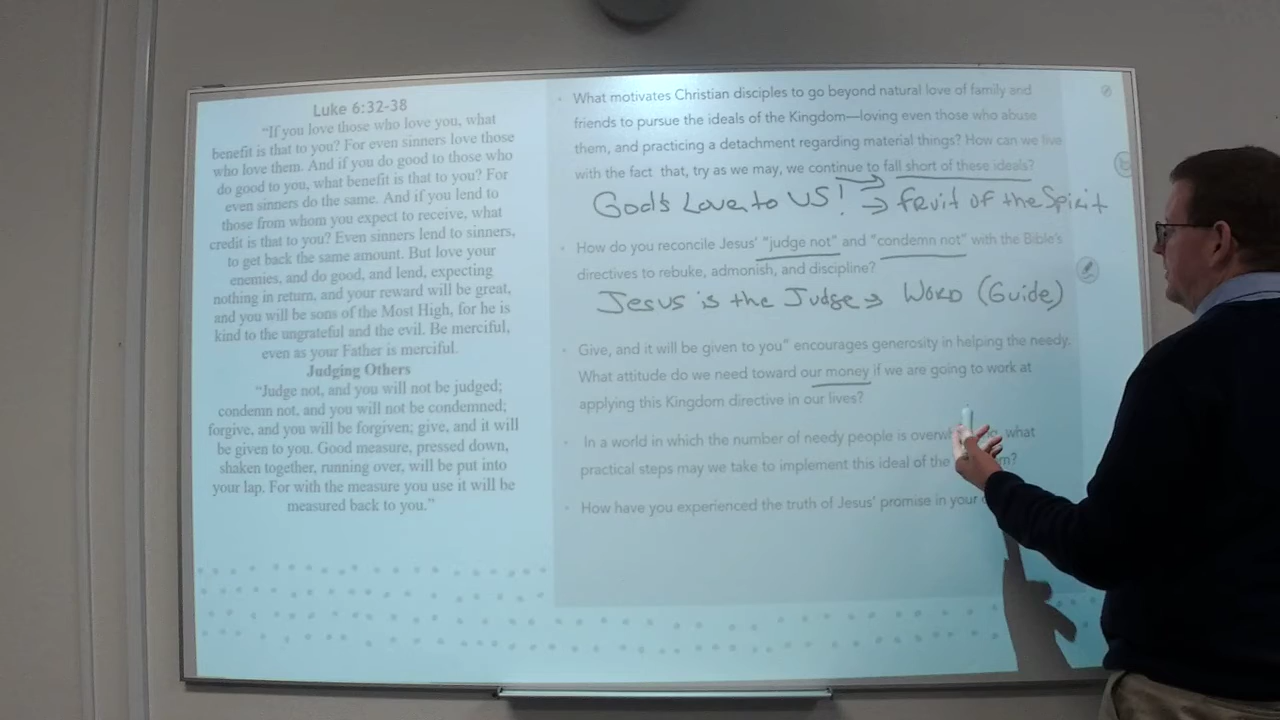 Luke 6:32-38
“If you love those who love you, what
benefit is that to you? For even sinners love those
who love them. And if you do good to those who
do good to you, what benefit is that to you? For
even sinners do the same. And if you lend to
those from whom you expect to receive, what
credit is that to you? Even sinners lend to sinners,
to get back the same amount. But love your
enemies, and do good, and lend, expecting
nothing in return, and your reward will be great,
and you will be sons of the Most High, for he is
kind to the ungrateful and the evil. Be merciful,
even as your Father is merciful.
Judging Others
“Judge not, and you will not be judged;
condemn not, and you will not be condemned;
forgive, and you will be forgiven; give, and it will
be given to you. Good measure, pressed down,
shaken together, running over, will be put into
your lap. For with the measure you use it will be
measured back to you.”
• What motivates Christian disciples to go beyond natural love of family and
friends to pursue the ideals of the Kingdom—loving even those who abuse
them, and practicing a detachment regarding material things? How can we live
with the fact that, try as we may, we continue to fall short of these ideals?
God's Love to US! → fruit of the Spirit
• How do you reconcile Jesus’ “judge not” and “condemn not” with the Bible’s
directives to rebuke, admonish, and discipline?
Jesus is the Judge → WORD (Guide)
• Give, and it will be given to you” encourages generosity in helping the needy.
What attitude do we need toward our money if we are going to work at
applying this Kingdom directive in our lives?
• In a world in which the number of needy people is what
practical steps may we take to implement this ideal of the
• How have you experienced the truth of Jesus’ promise in your